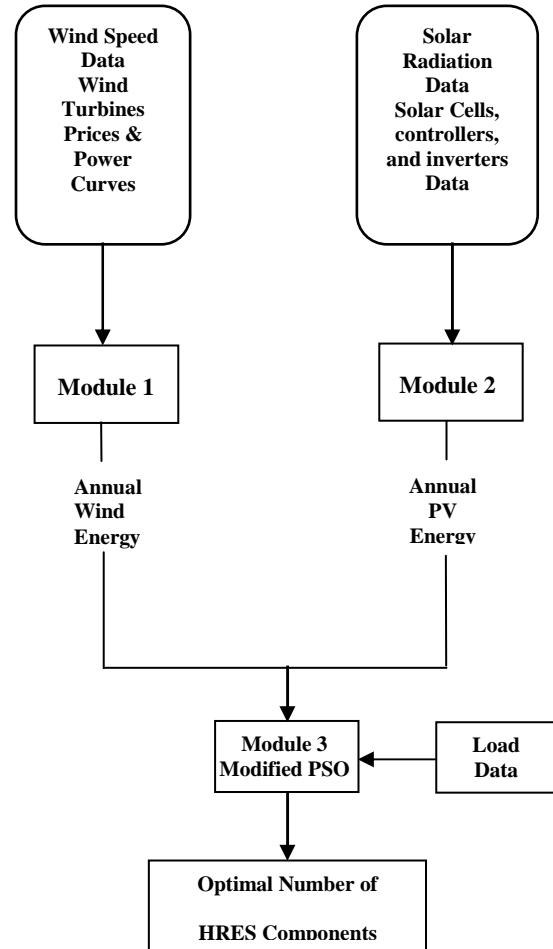 Wind Speed
Data
Wind
Turbines
Prices &
Power
Curves
Solar
Radiation
Data
Solar Cells,
controllers,
and inverters
Data
Module 1
Module 2
Annual
Wind
Energy
Annual
PV
Energy
Module 3
Modified PSO
Load
Data
Optimal Number of
HRES Components